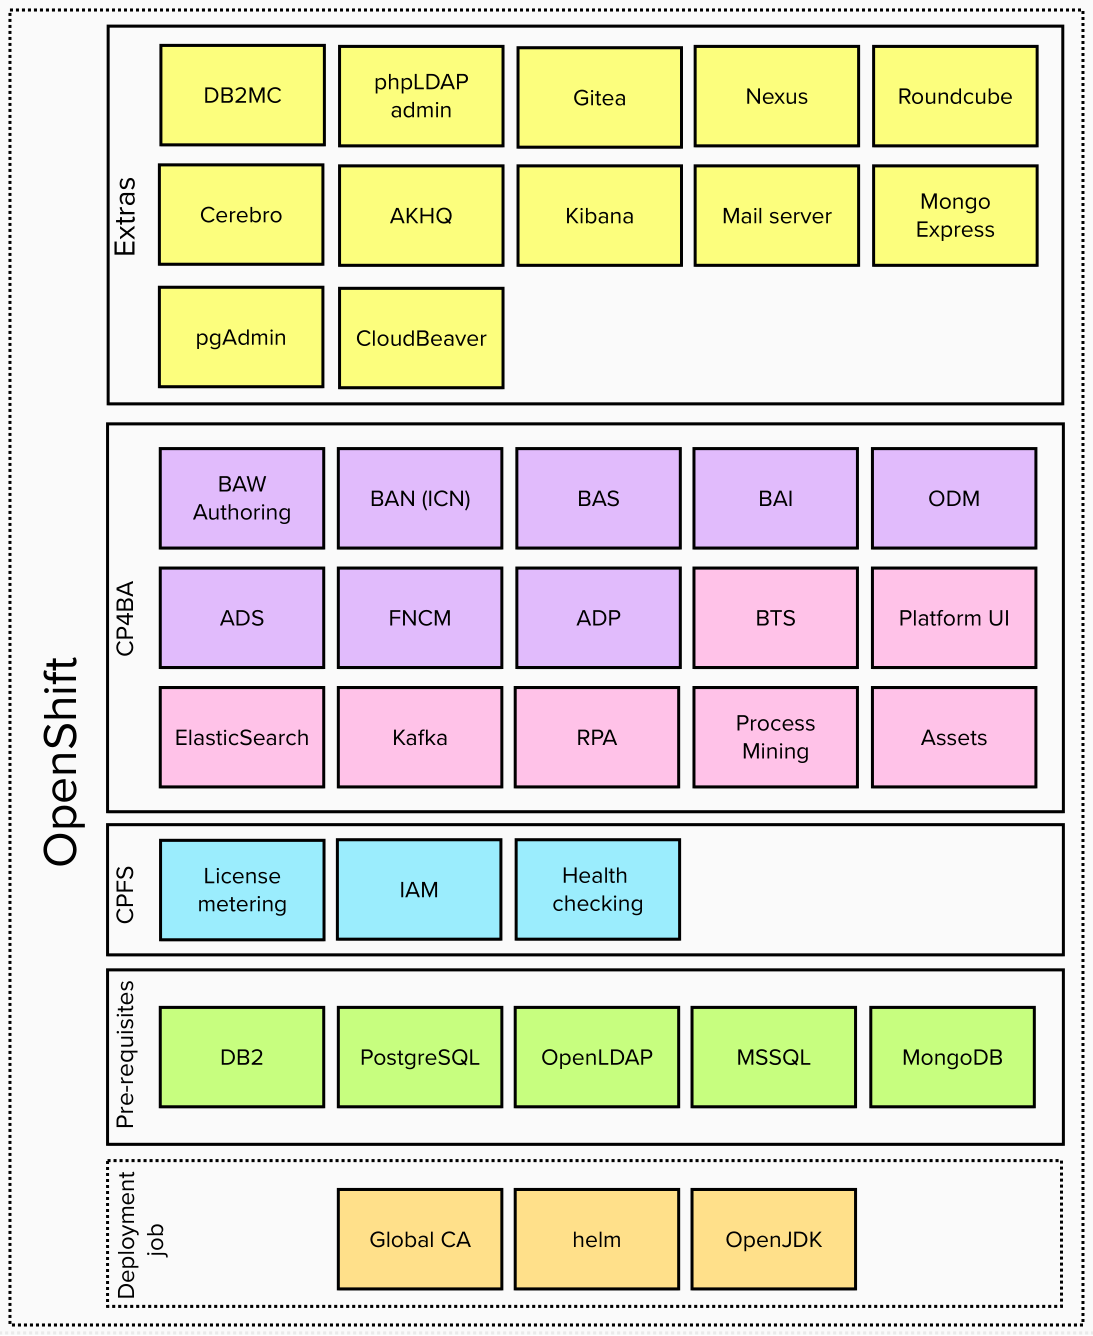 OpenShift
Extras
DB2MC
phpLDAP
admin
Gitea
Nexus
Roundcube
Cerebro
AKHQ
Kibana
Mail server
Mongo
Express
pgAdmin
CloudBeaver
CP4BA
BAW
Authoring
BAN (ICN)
BAS
BAI
ODM
ADS
FNCM
ADP
BTS
Platform UI
ElasticSearch
Kafka
RPA
Process
Mining
Assets
CPFS
License
metering
IAM
Health
checking
Pre-requisites
DB2
PostgreSQL
OpenLDAP
MSSQL
MongoDB
Deployment
job
Global CA
helm
OpenJDK